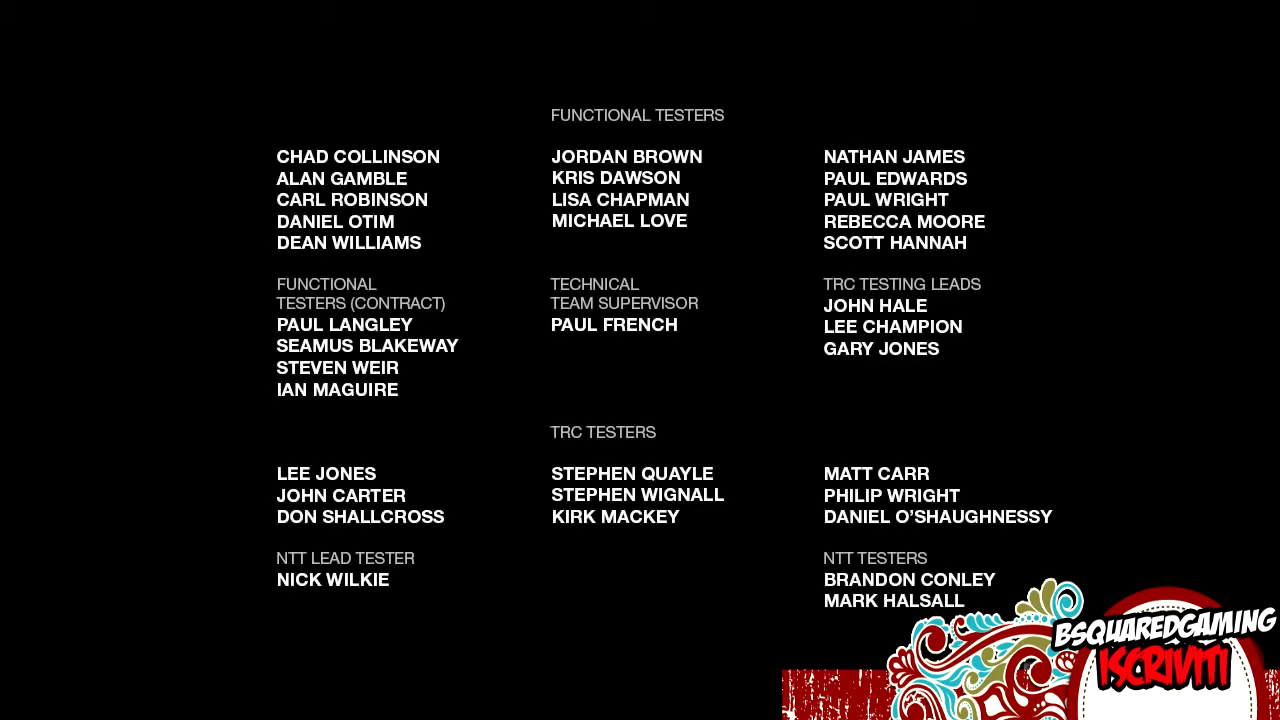 FUNCTIONAL TESTERS
CHAD COLLINSON
ALAN GAMBLE
CARL ROBINSON
DANIEL OTIM
DEAN WILLIAMS
JORDAN BROWN
KRIS DAWSON
LISA CHAPMAN
MICHAEL LOVE
NATHAN JAMES
PAUL EDWARDS
PAUL WRIGHT
REBECCA MOORE
SCOTT HANNAH
FUNCTIONAL
TESTERS (CONTRACT)
PAUL LANGLEY
SEAMUS BLAKEWAY
STEVEN WEIR
IAN MAGUIRE
TECHNICAL
TEAM SUPERVISOR
PAUL FRENCH
TRC TESTING LEADS
JOHN HALE
LEE CHAMPION
GARY JONES
TRC TESTERS
LEE JONES
JOHN CARTER
DON SHALLCROSS
STEPHEN QUAYLE
STEPHEN WIGNALL
KIRK MACKEY
MATT CARR
PHILIP WRIGHT
DANIEL O’SHAUGHNESSY
NTT LEAD TESTER
NICK WILKIE
NTT TESTERS
BRANDON CONLEY
MARK HALSALL
BSQUAREDGAMING
ISCRIVITI